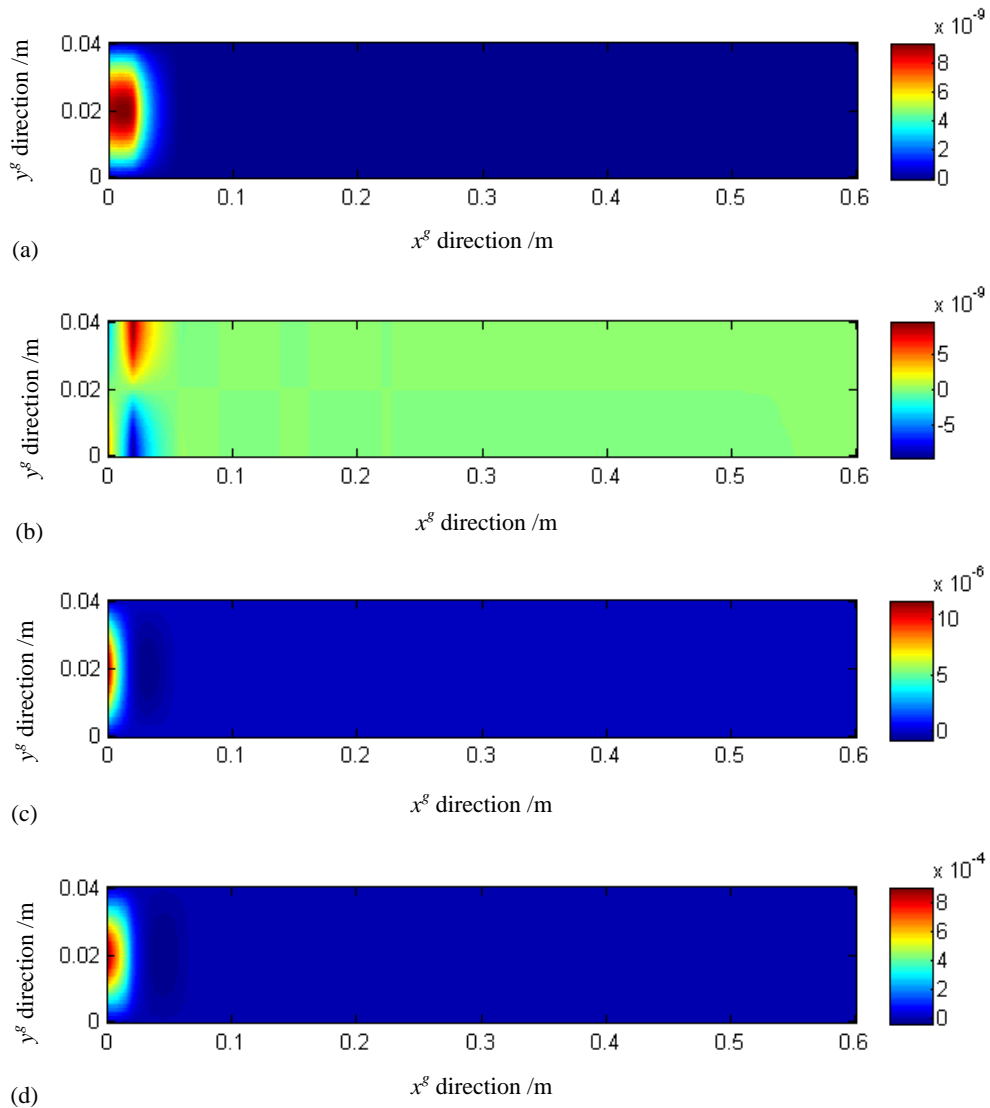 x 10⁻⁹
0.04
0.02
0
y^g direction /m
0 0.1 0.2 0.3 0.4 0.5 0.6
8
6
4
2
0
x^g direction /m
(a)
x 10⁻⁹
0.04
0.02
0
y^g direction /m
0 0.1 0.2 0.3 0.4 0.5 0.6
5
0
-5
x^g direction /m
(b)
x 10⁻⁶
0.04
0.02
0
y^g direction /m
0 0.1 0.2 0.3 0.4 0.5 0.6
10
5
0
x^g direction /m
(c)
x 10⁻⁴
0.04
0.02
0
y^g direction /m
0 0.1 0.2 0.3 0.4 0.5 0.6
8
6
4
2
0
x^g direction /m
(d)